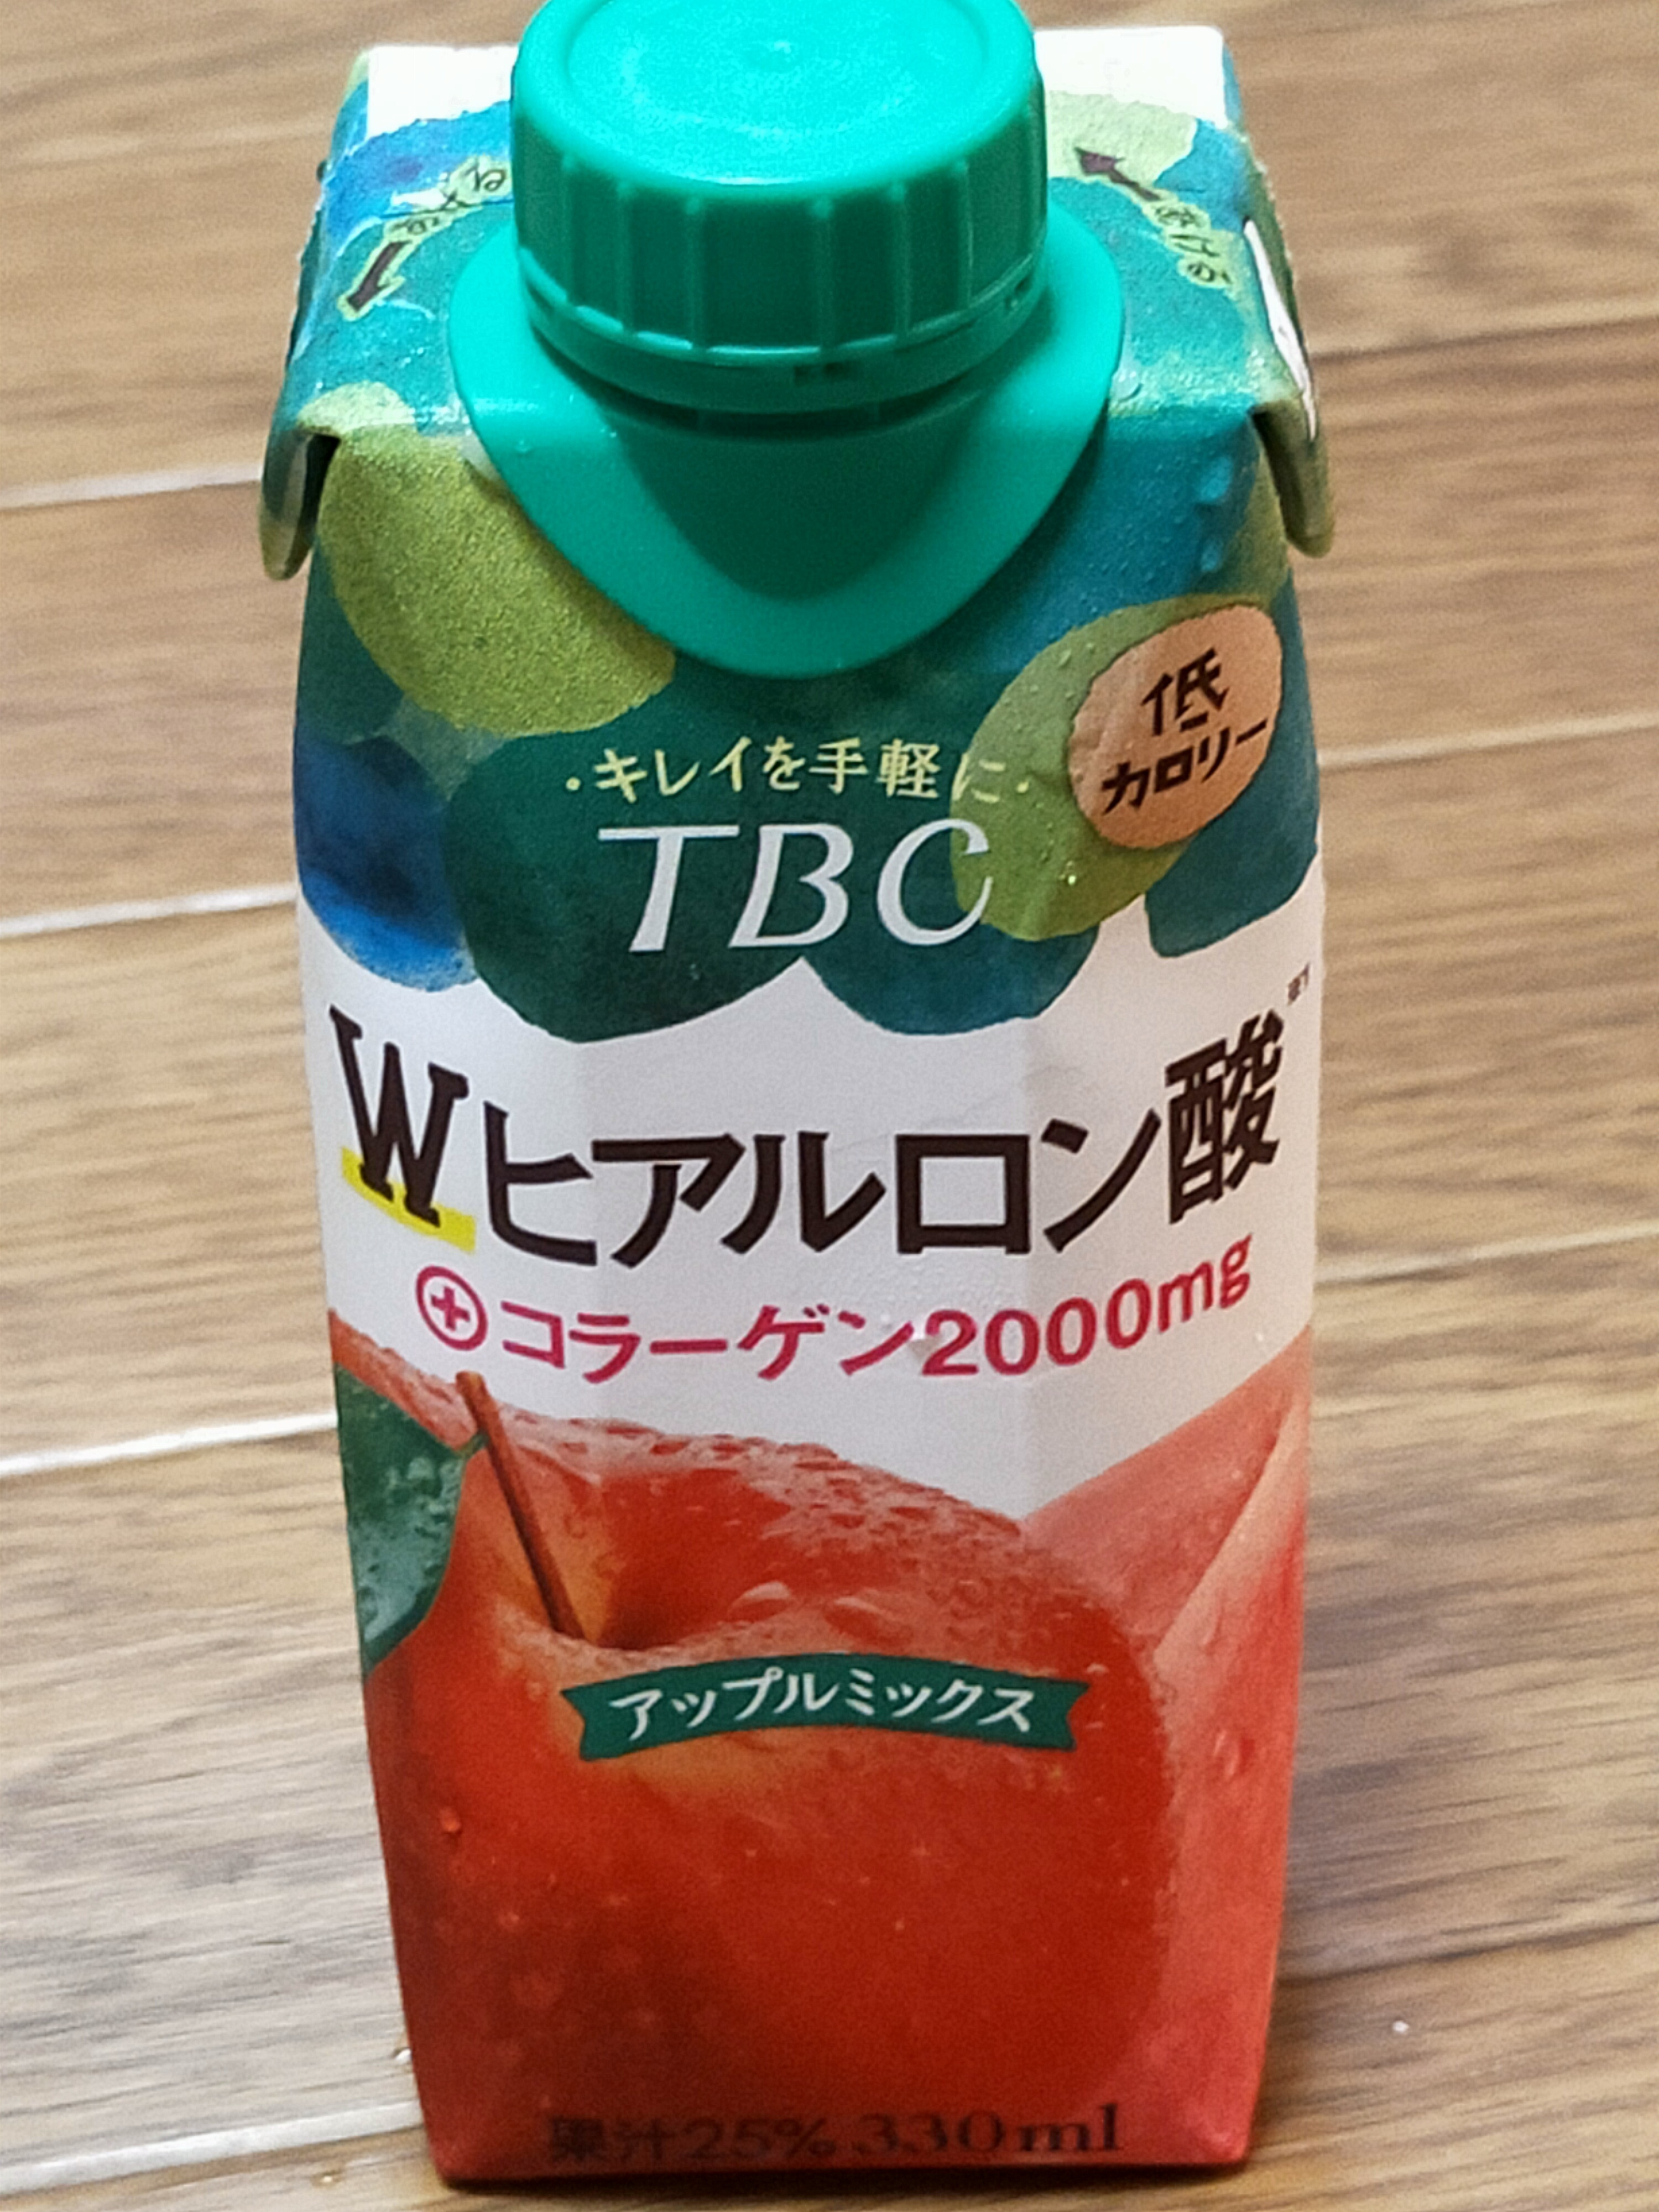 ・キレイを手軽に・
TBC
低
カロリー
Wヒアルロン酸
+コラーゲン2000mg
アップルミックス
果汁25% 330ml